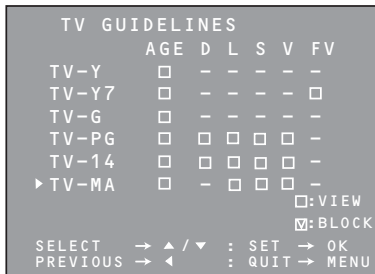 TV GUIDELINES
AGE D L S V FV
TV-Y □ - - - - -
TV-Y7 □ - - - - □
TV-G □ - - - - -
TV-PG □ □ □ □ □ -
TV-14 □ □ □ □ □ -
▶TV-MA □ - □ □ □ -
□:VIEW
☑:BLOCK
SELECT → ▲/▼ : SET → OK
PREVIOUS → ◀ : QUIT → MENU